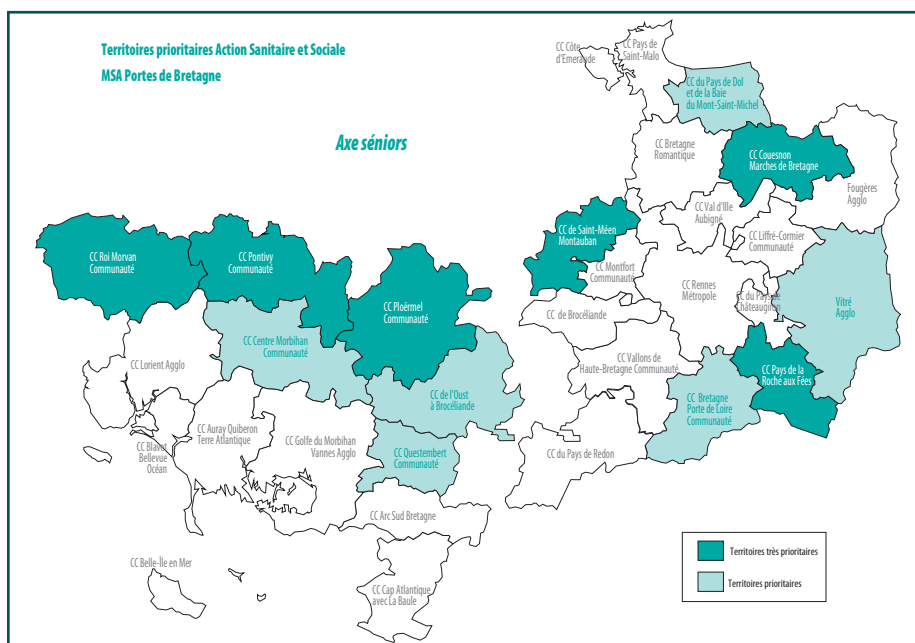 Territoires prioritaires Action Sanitaire et Sociale
MSA Portes de Bretagne
Axe séniors
CC Côte
d'Emeraude
CC Pays de
Saint-Malo
CC du Pays de Dol
et de la Baie
du Mont-Saint-Michel
CC Bretagne
Romantique
CC Couesnon
Marches de Bretagne
Fougères
Agglo
CC Val d'Ille
Aubigné
CC Liffré-Cormier
Communauté
CC de Saint-Méen
Montauban
CC Montfort
Communauté
CC Rennes
Métropole
CC du Pays de
Châteaugiron
Vitré
Agglo
CC Roi Morvan
Communauté
CC Pontivy
Communauté
CC Ploërmel
Communauté
CC de Brocéliande
CC Centre Morbihan
Communauté
CC Lorient Agglo
CC Vallons de
Haute-Bretagne Communauté
CC Pays de la
Roche aux Fées
CC de l'Oust
à Brocéliande
CC Bretagne
Porte de Loire
Communauté
CC Blavet
Bellevue
Océan
CC Auray Quiberon
Terre Atlantique
CC Golfe du Morbihan
Vannes Agglo
CC Questembert
Communauté
CC du Pays de Redon
CC Arc Sud Bretagne
CC Belle-Île en Mer
CC Cap Atlantique
avec La Baule
Territoires très prioritaires
Territoires prioritaires